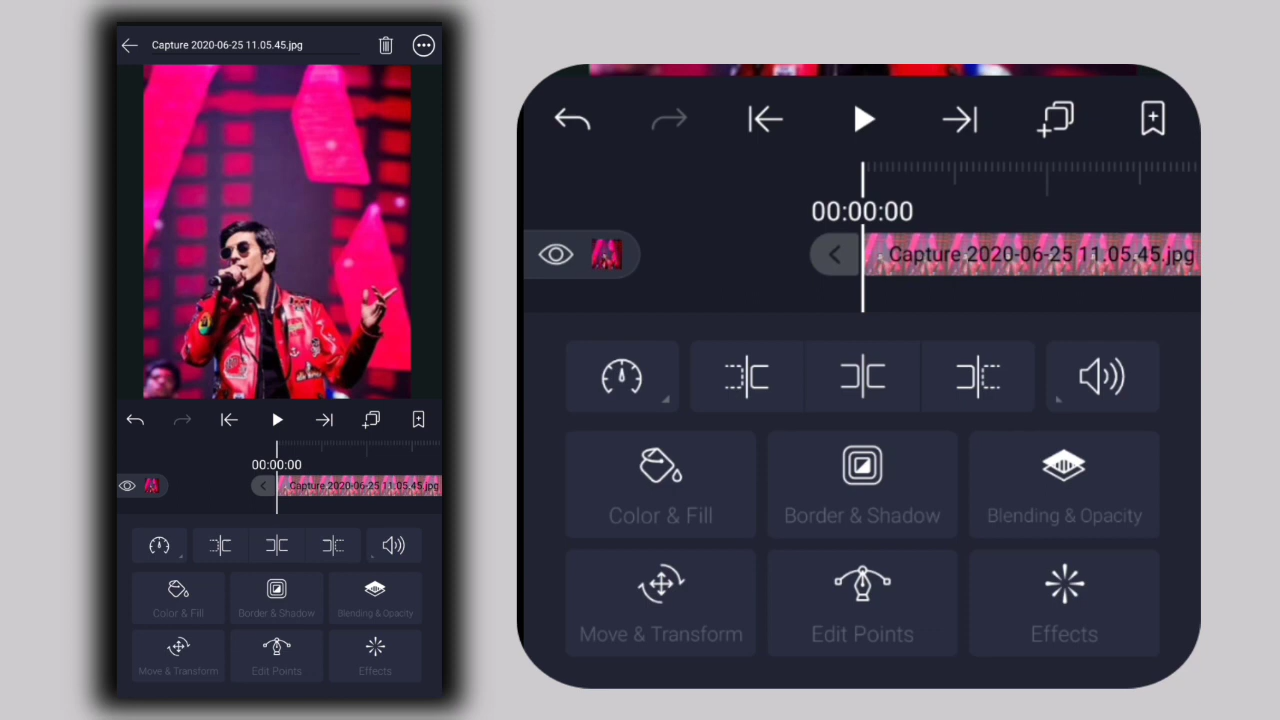 Capture 2020-06-25 11.05.45.jpg
00:00:00
Capture 2020-06-25 11.05.45.jpg
Color & Fill
Border & Shadow
Blending & Opacity
Move & Transform
Edit Points
Effects
00:00:00
Capture 2020-06-25 11.05.45.jpg
Color & Fill
Border & Shadow
Blending & Opacity
Move & Transform
Edit Points
Effects